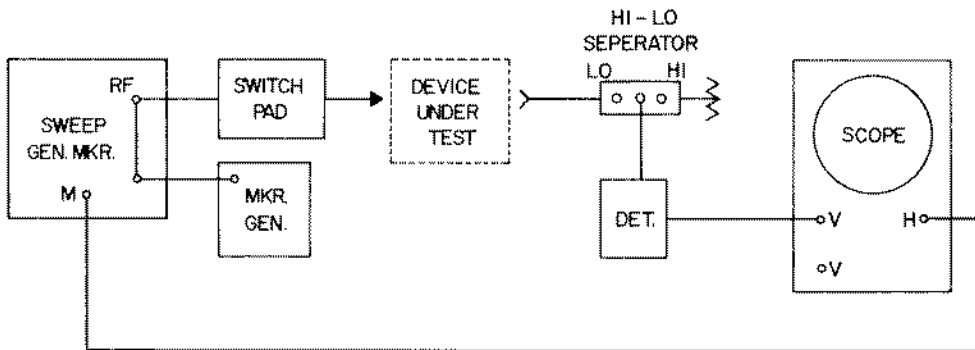 HI - LO
SEPERATOR
LO HI
RF
SWITCH
PAD
DEVICE
UNDER
TEST
SWEEP
GEN. MKR.
SCOPE
M
MKR.
GEN.
DET.
V
H
V